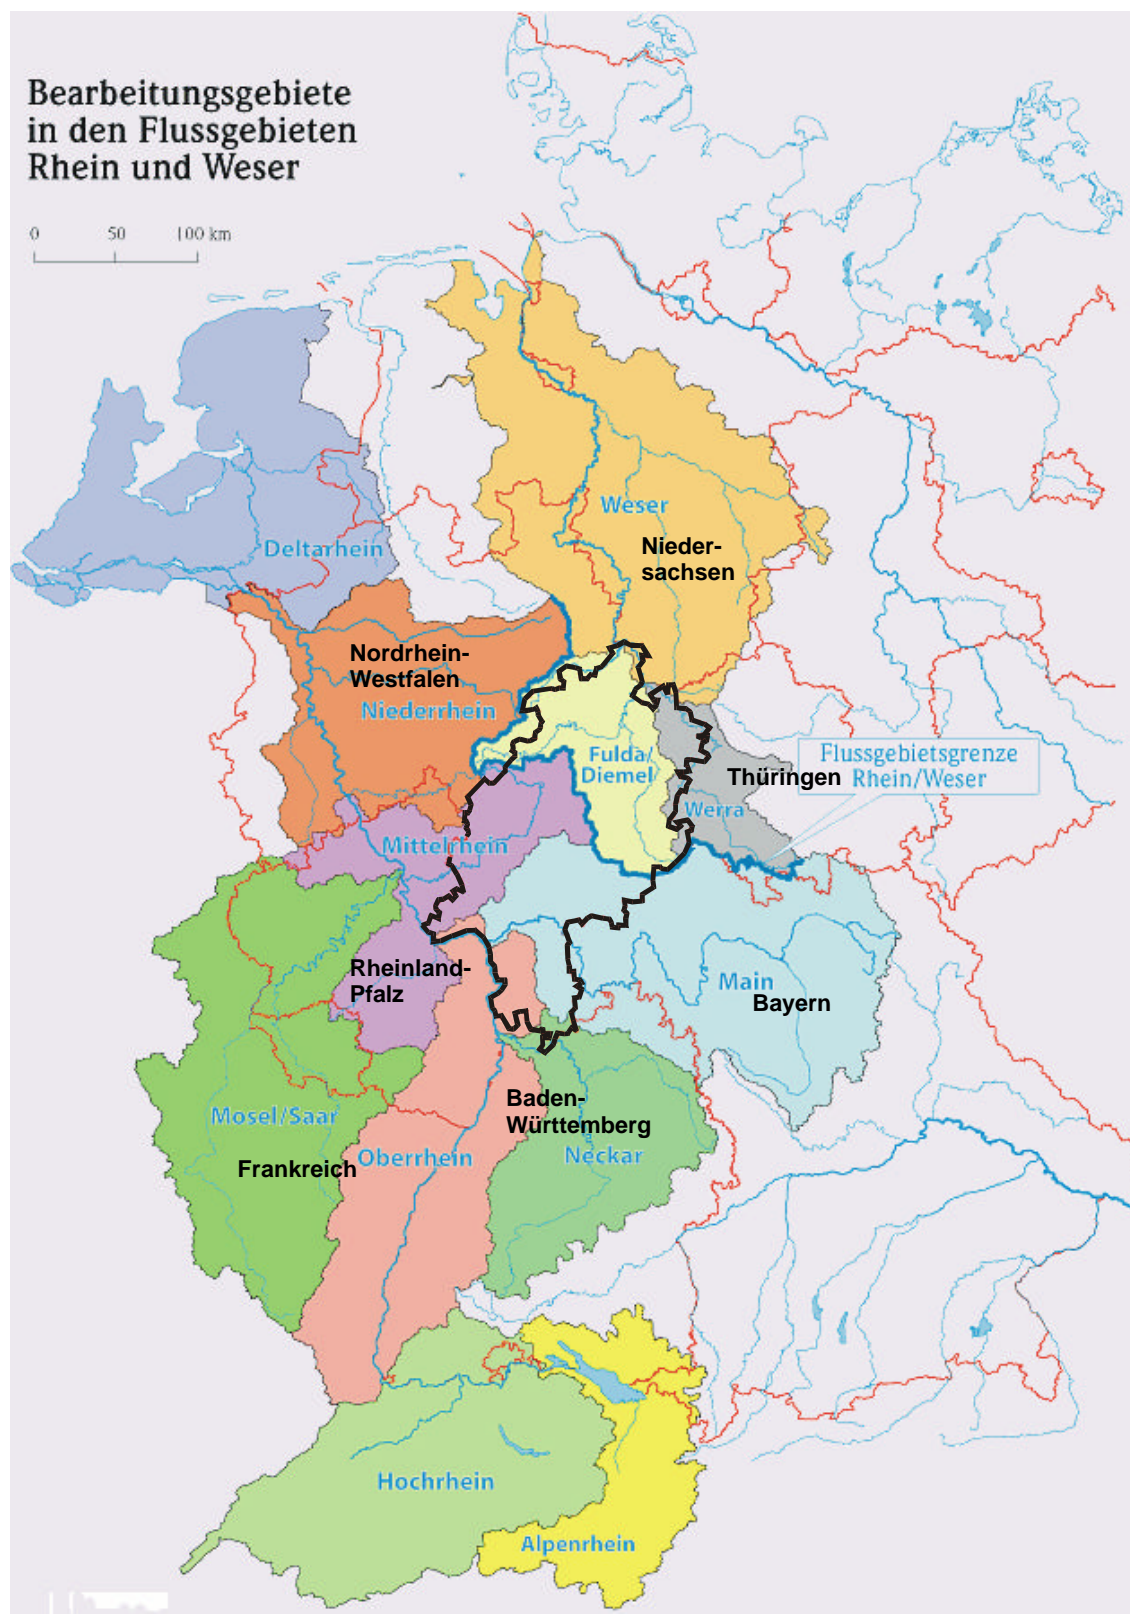 Bearbeitungsgebiete
in den Flussgebieten
Rhein und Weser
0 50 100 km
Weser
Nieder-
sachsen
Deltarhein
Nordrhein-
Westfalen
Niederrhein
Fulda/
Diemel
Flussgebietsgrenze
Rhein/Weser
Thüringen
Werra
Mittelrhein
Rheinland-
Pfalz
Main
Bayern
Baden-
Württemberg
Mosel/Saar
Oberrhein
Neckar
Frankreich
Hochrhein
Alpenrhein